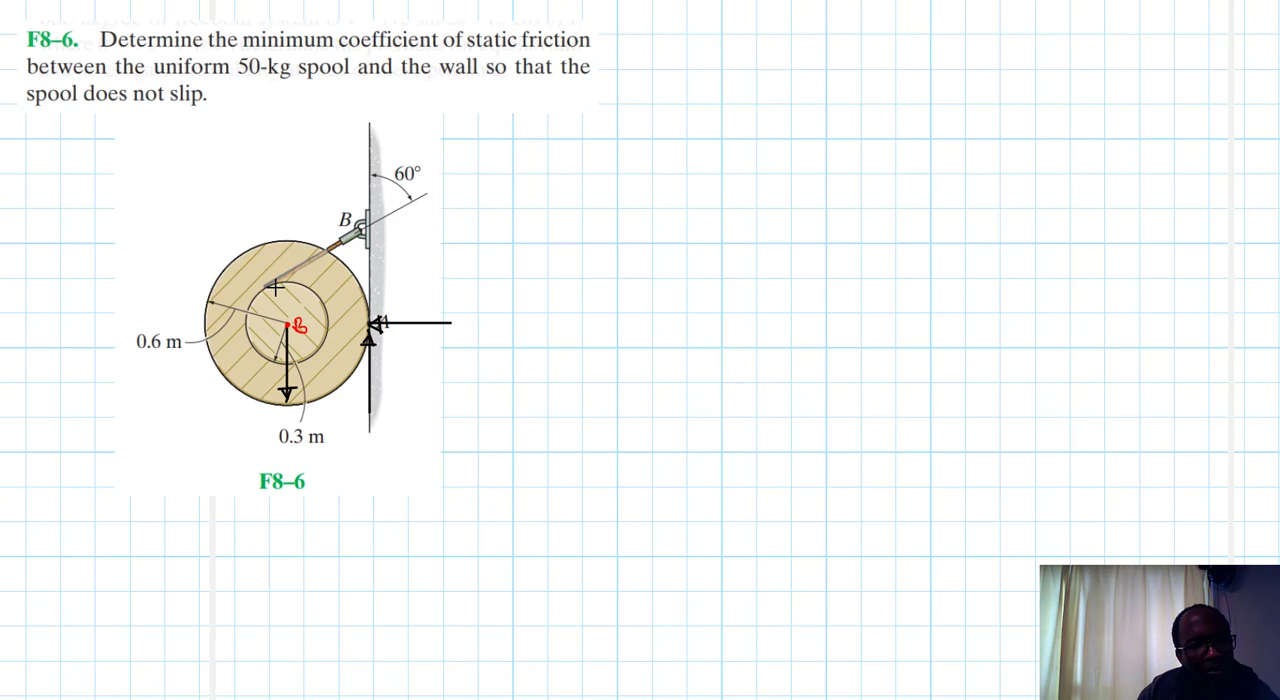 F8–6. Determine the minimum coefficient of static friction
between the uniform 50-kg spool and the wall so that the
spool does not slip.
60°
B
B
A
0.6 m
0.3 m
F8–6